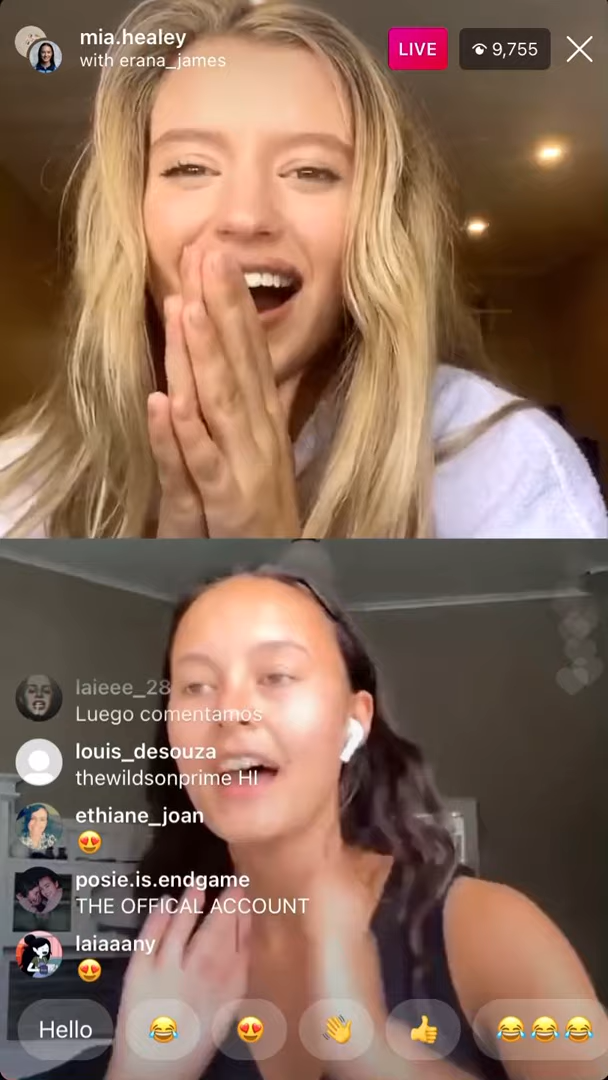 mia.healey
with erana_james
LIVE
9,755
laieee_28
Luego comentamos
louis_desouza
thewildsonprime HI
ethiane_joan
😍
posie.is.endgame
THE OFFICAL ACCOUNT
laiaaany
😍
Hello 😂 😍 👋 👍 😂😂😂